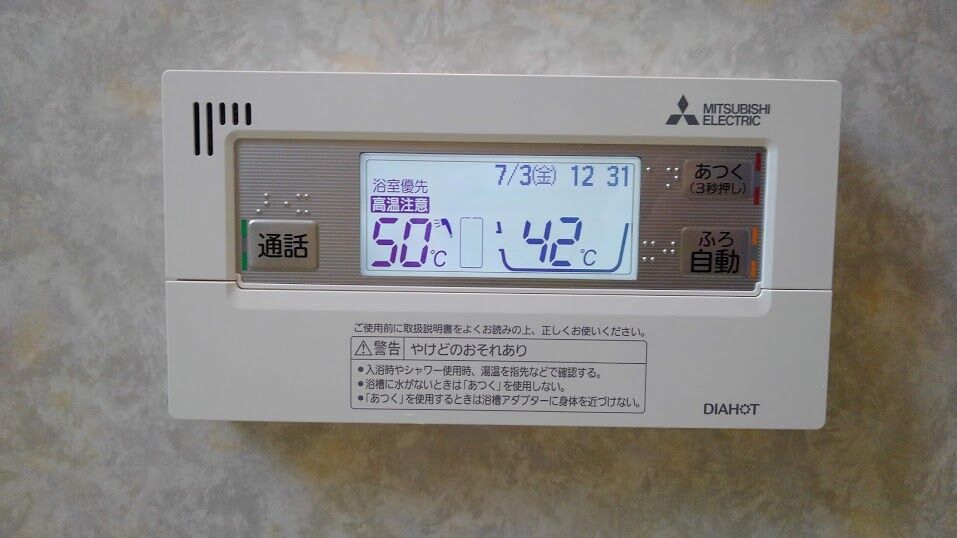 MITSUBISHI
ELECTRIC
7/3(金) 12 31
浴室優先
高温注意
50℃
42℃
通話
あつく
(3秒押し)
ふろ
自動
ご使用前に取扱説明書をよくお読みの上、正しくお使いください。
⚠警告 やけどのおそれあり
●入浴時やシャワー使用時、湯温を指先などで確認する。
●浴槽に水がないときは「あつく」を使用しない。
●「あつく」を使用するときは浴槽アダプターに身体を近づけない。
DIAHOT